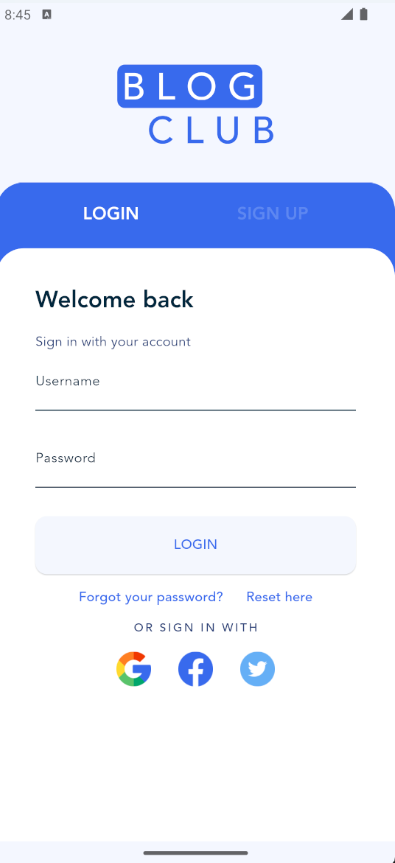 8:45
BLOG
CLUB
LOGIN SIGN UP
Welcome back
Sign in with your account
Username
Password
LOGIN
Forgot your password? Reset here
OR SIGN IN WITH